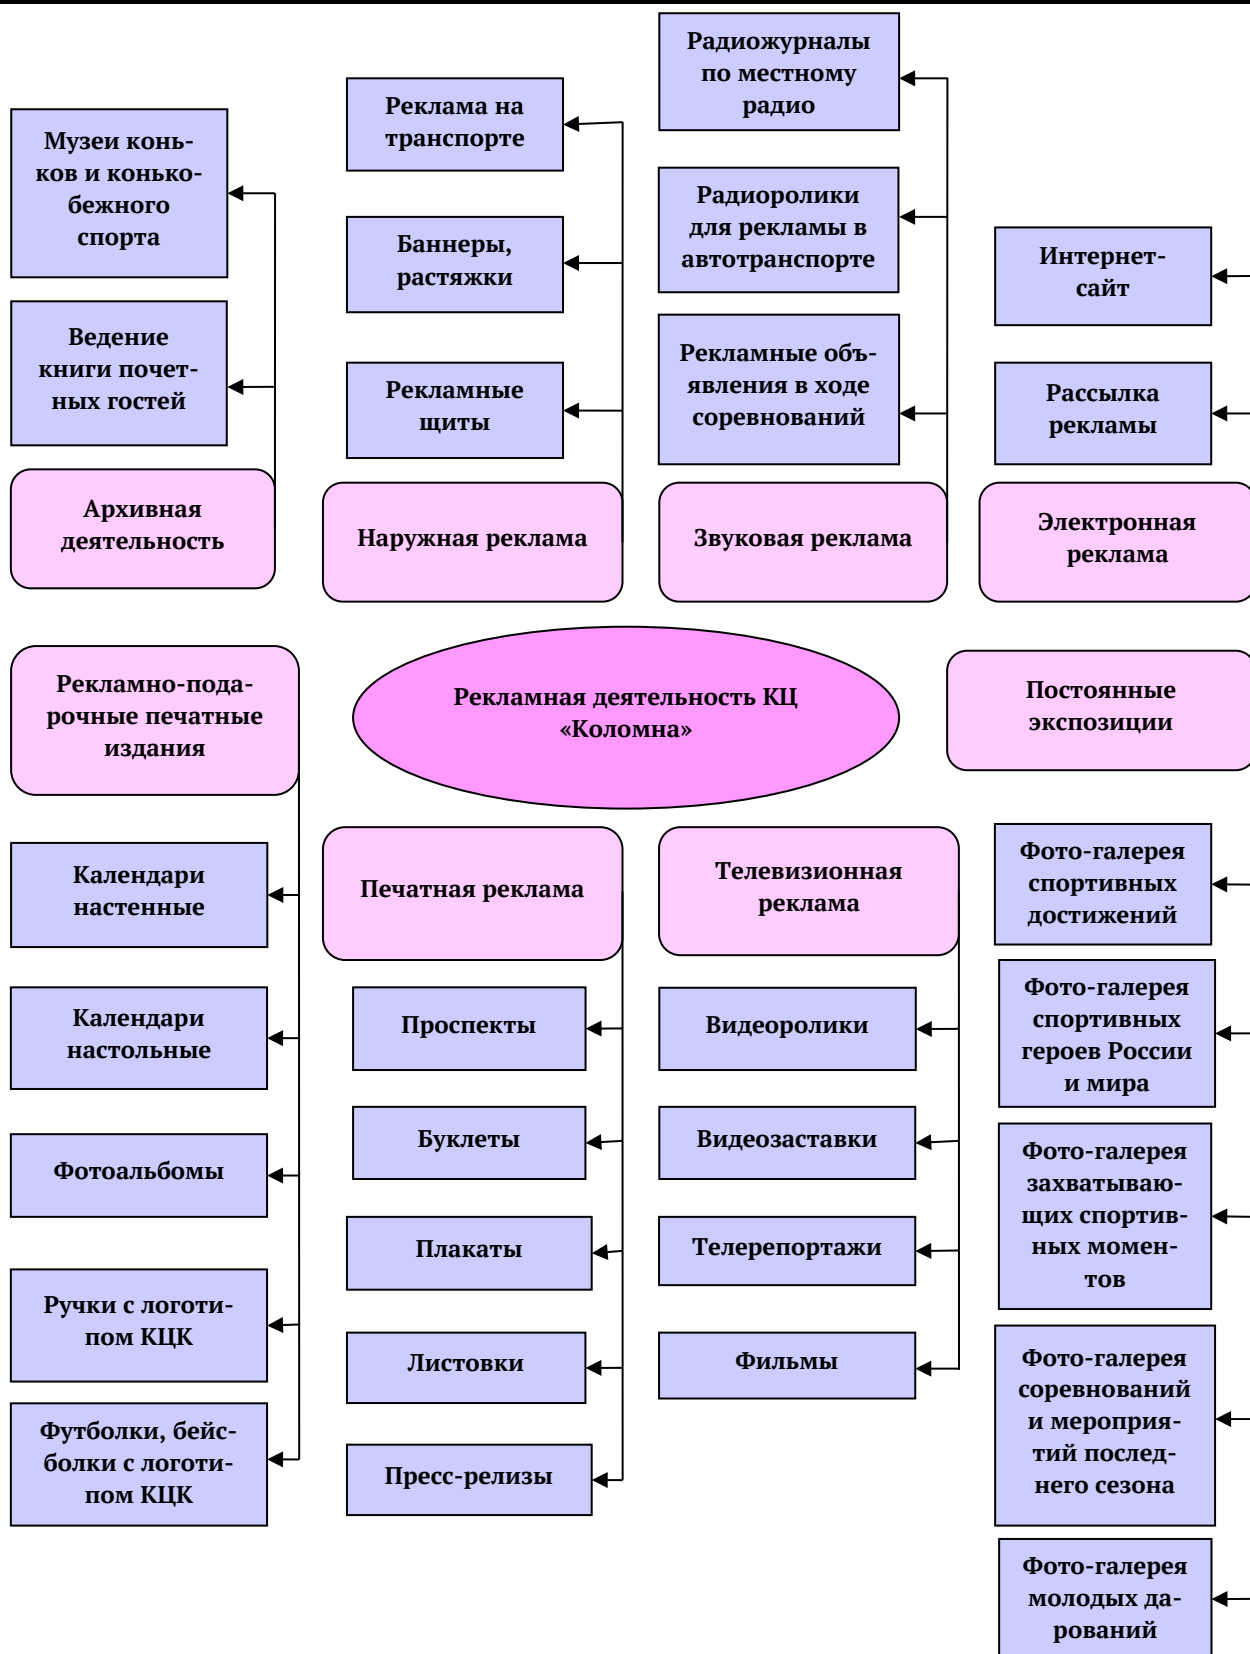 Радиожурналы
по местному
радио
Реклама на
транспорте
Музеи конь-
ков и конько-
бежного
спорта
Радиоролики
для рекламы в
автотранспорте
Баннеры,
растяжки
Интернет-
сайт
Ведение
книги почет-
ных гостей
Рекламные объ-
явления в ходе
соревнований
Рекламные
щиты
Рассылка
рекламы
Архивная
деятельность
Наружная реклама
Звуковая реклама
Электронная
реклама
Рекламно-пода-
рочные печатные
издания
Рекламная деятельность КЦ
«Коломна»
Постоянные
экспозиции
Календари
настенные
Печатная реклама
Телевизионная
реклама
Фото-галерея
спортивных
достижений
Календари
настольные
Проспекты
Видеоролики
Фото-галерея
спортивных
героев России
и мира
Фотоальбомы
Буклеты
Видеозаставки
Фото-галерея
захватываю-
щих спортив-
ных момен-
тов
Плакаты
Телерепортажи
Ручки с логоти-
пом КЦК
Листовки
Фильмы
Фото-галерея
соревнований
и мероприя-
тий послед-
него сезона
Футболки, бейс-
болки с логоти-
пом КЦК
Пресс-релизы
Фото-галерея
молодых да-
рований